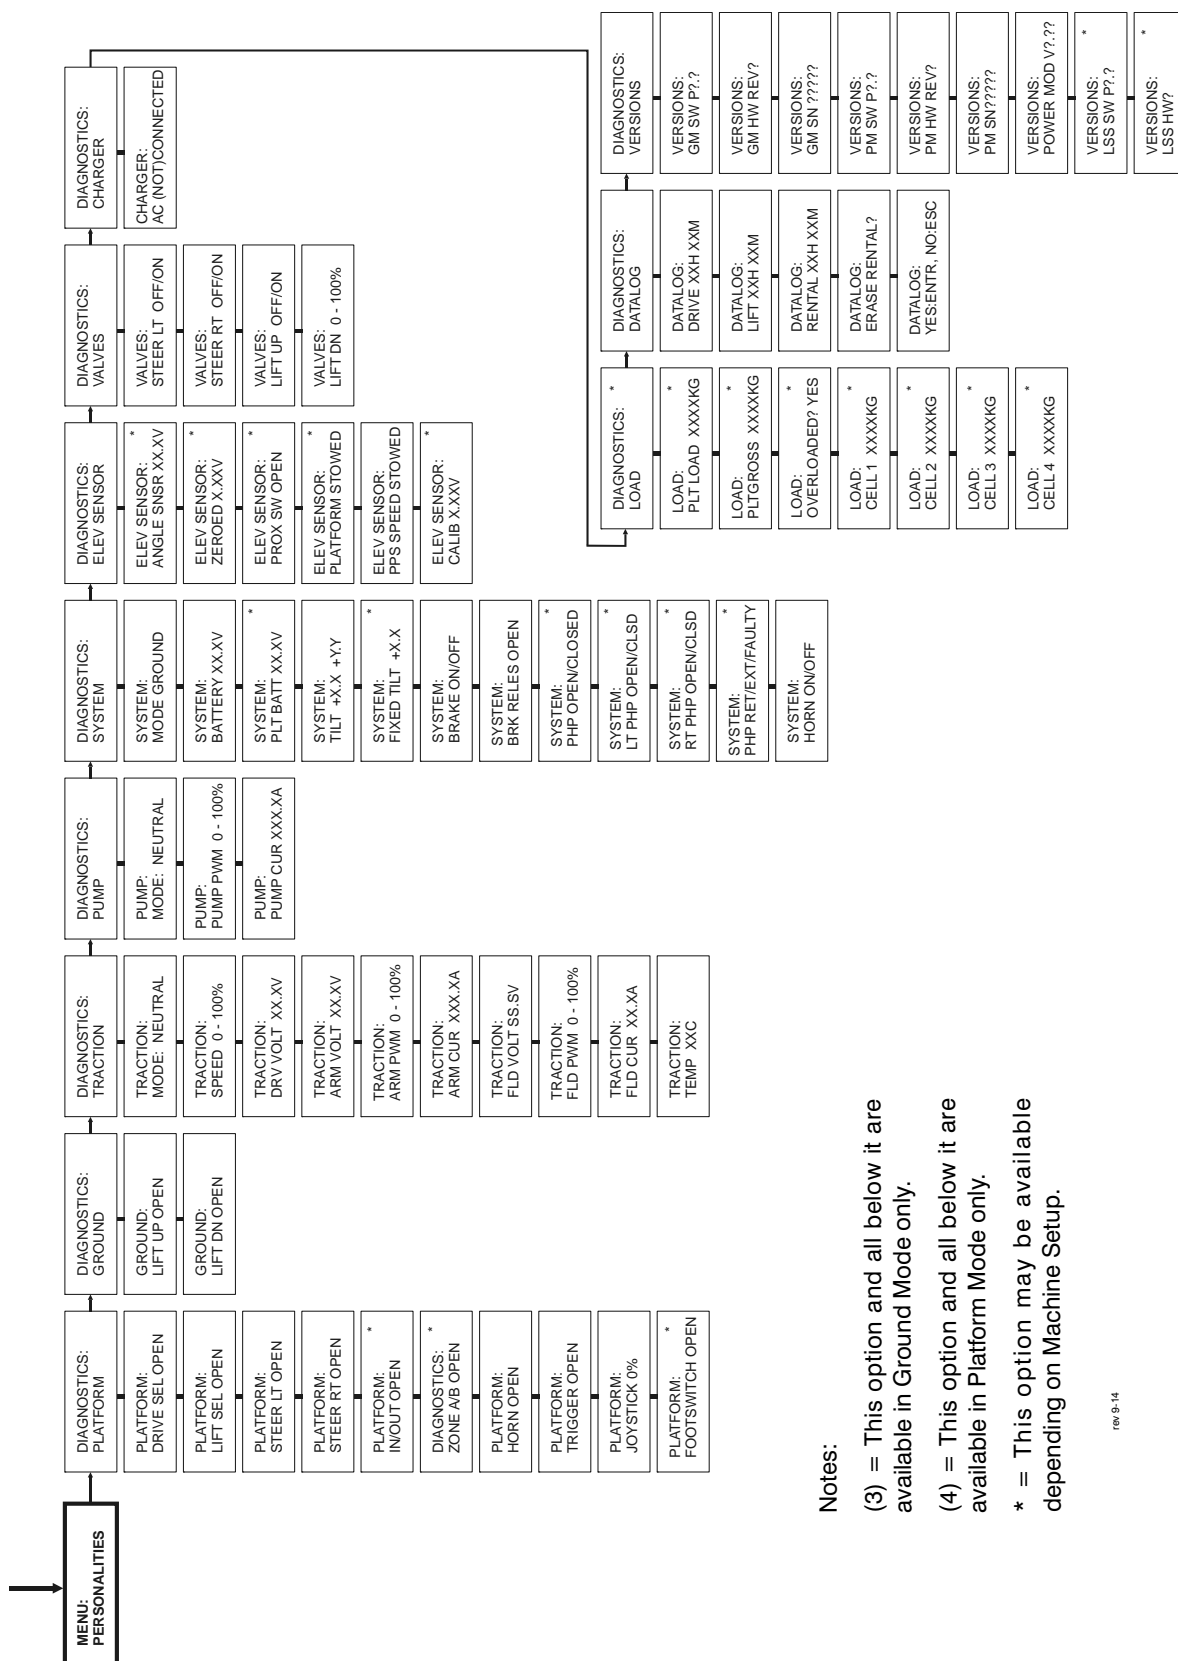 MENU:
PERSONALITIES
DIAGNOSTICS:
PLATFORM
PLATFORM:
DRIVE SEL OPEN
PLATFORM:
LIFT SEL OPEN
PLATFORM:
STEER LT OPEN
PLATFORM:
STEER RT OPEN
PLATFORM: *
IN/OUT OPEN
DIAGNOSTICS: *
ZONE A/B OPEN
PLATFORM:
HORN OPEN
PLATFORM:
TRIGGER OPEN
PLATFORM:
JOYSTICK 0%
PLATFORM: *
FOOTSWITCH OPEN
DIAGNOSTICS:
GROUND
GROUND:
LIFT UP OPEN
GROUND:
LIFT DN OPEN
DIAGNOSTICS:
TRACTION
TRACTION:
MODE: NEUTRAL
TRACTION:
SPEED 0 - 100%
TRACTION:
DRV VOLT XX.XV
TRACTION:
ARM VOLT XX.XV
TRACTION:
ARM PWM 0 - 100%
TRACTION:
ARM CUR XXX.XA
TRACTION:
FLD VOLT SS.SV
TRACTION:
FLD PWM 0 - 100%
TRACTION:
FLD CUR XX.XA
TRACTION:
TEMP XXC
DIAGNOSTICS:
PUMP
PUMP:
MODE: NEUTRAL
PUMP:
PUMP PWM 0 - 100%
PUMP:
PUMP CUR XXX.XA
DIAGNOSTICS:
SYSTEM
SYSTEM:
MODE GROUND
SYSTEM:
BATTERY XX.XV
SYSTEM: *
PLT BATT XX.XV
SYSTEM:
TILT +X.X +Y.Y
SYSTEM: *
FIXED TILT +X.X
SYSTEM:
BRAKE ON/OFF
SYSTEM:
BRK RELES OPEN
SYSTEM: *
PHP OPEN/CLOSED
SYSTEM: *
LT PHP OPEN/CLSD
SYSTEM: *
RT PHP OPEN/CLSD
SYSTEM: *
PHP RET/EXT/FAULTY
SYSTEM:
HORN ON/OFF
DIAGNOSTICS:
ELEV SENSOR
ELEV SENSOR: *
ANGLE SNSR XX.XV
ELEV SENSOR: *
ZEROED X.XXV
ELEV SENSOR: *
PROX SW OPEN
ELEV SENSOR: *
PLATFORM STOWED
ELEV SENSOR:
PPS SPEED STOWED
ELEV SENSOR: *
CALIB X.XXV
DIAGNOSTICS:
VALVES
VALVES:
STEER LT OFF/ON
VALVES:
STEER RT OFF/ON
VALVES:
LIFT UP OFF/ON
VALVES:
LIFT DN 0 - 100%
DIAGNOSTICS:
CHARGER
CHARGER:
AC (NOT)CONNECTED
DIAGNOSTICS: *
LOAD
LOAD: *
PLT LOAD XXXXKG
LOAD: *
PLTGROSS XXXXKG
LOAD: *
OVERLOADED? YES
LOAD: *
CELL 1 XXXXKG
LOAD: *
CELL 2 XXXXKG
LOAD: *
CELL 3 XXXXKG
LOAD: *
CELL 4 XXXXKG
DIAGNOSTICS:
DATALOG
DATALOG:
DRIVE XXH XXM
DATALOG:
LIFT XXH XXM
DATALOG:
RENTAL XXH XXM
DATALOG:
ERASE RENTAL?
DATALOG:
YES:ENTR, NO:ESC
DIAGNOSTICS:
VERSIONS
VERSIONS:
GM SW P?.?
VERSIONS:
GM HW REV?
VERSIONS:
GM SN ?????
VERSIONS:
PM SW P?.?
VERSIONS:
PM HW REV?
VERSIONS:
PM SN?????
VERSIONS:
POWER MOD V?.??
VERSIONS: *
LSS SW P?.?
VERSIONS: *
LSS HW?
Notes:
(3) = This option and all below it are
available in Ground Mode only.
(4) = This option and all below it are
available in Platform Mode only.
* = This option may be available
depending on Machine Setup.
rev 9-14